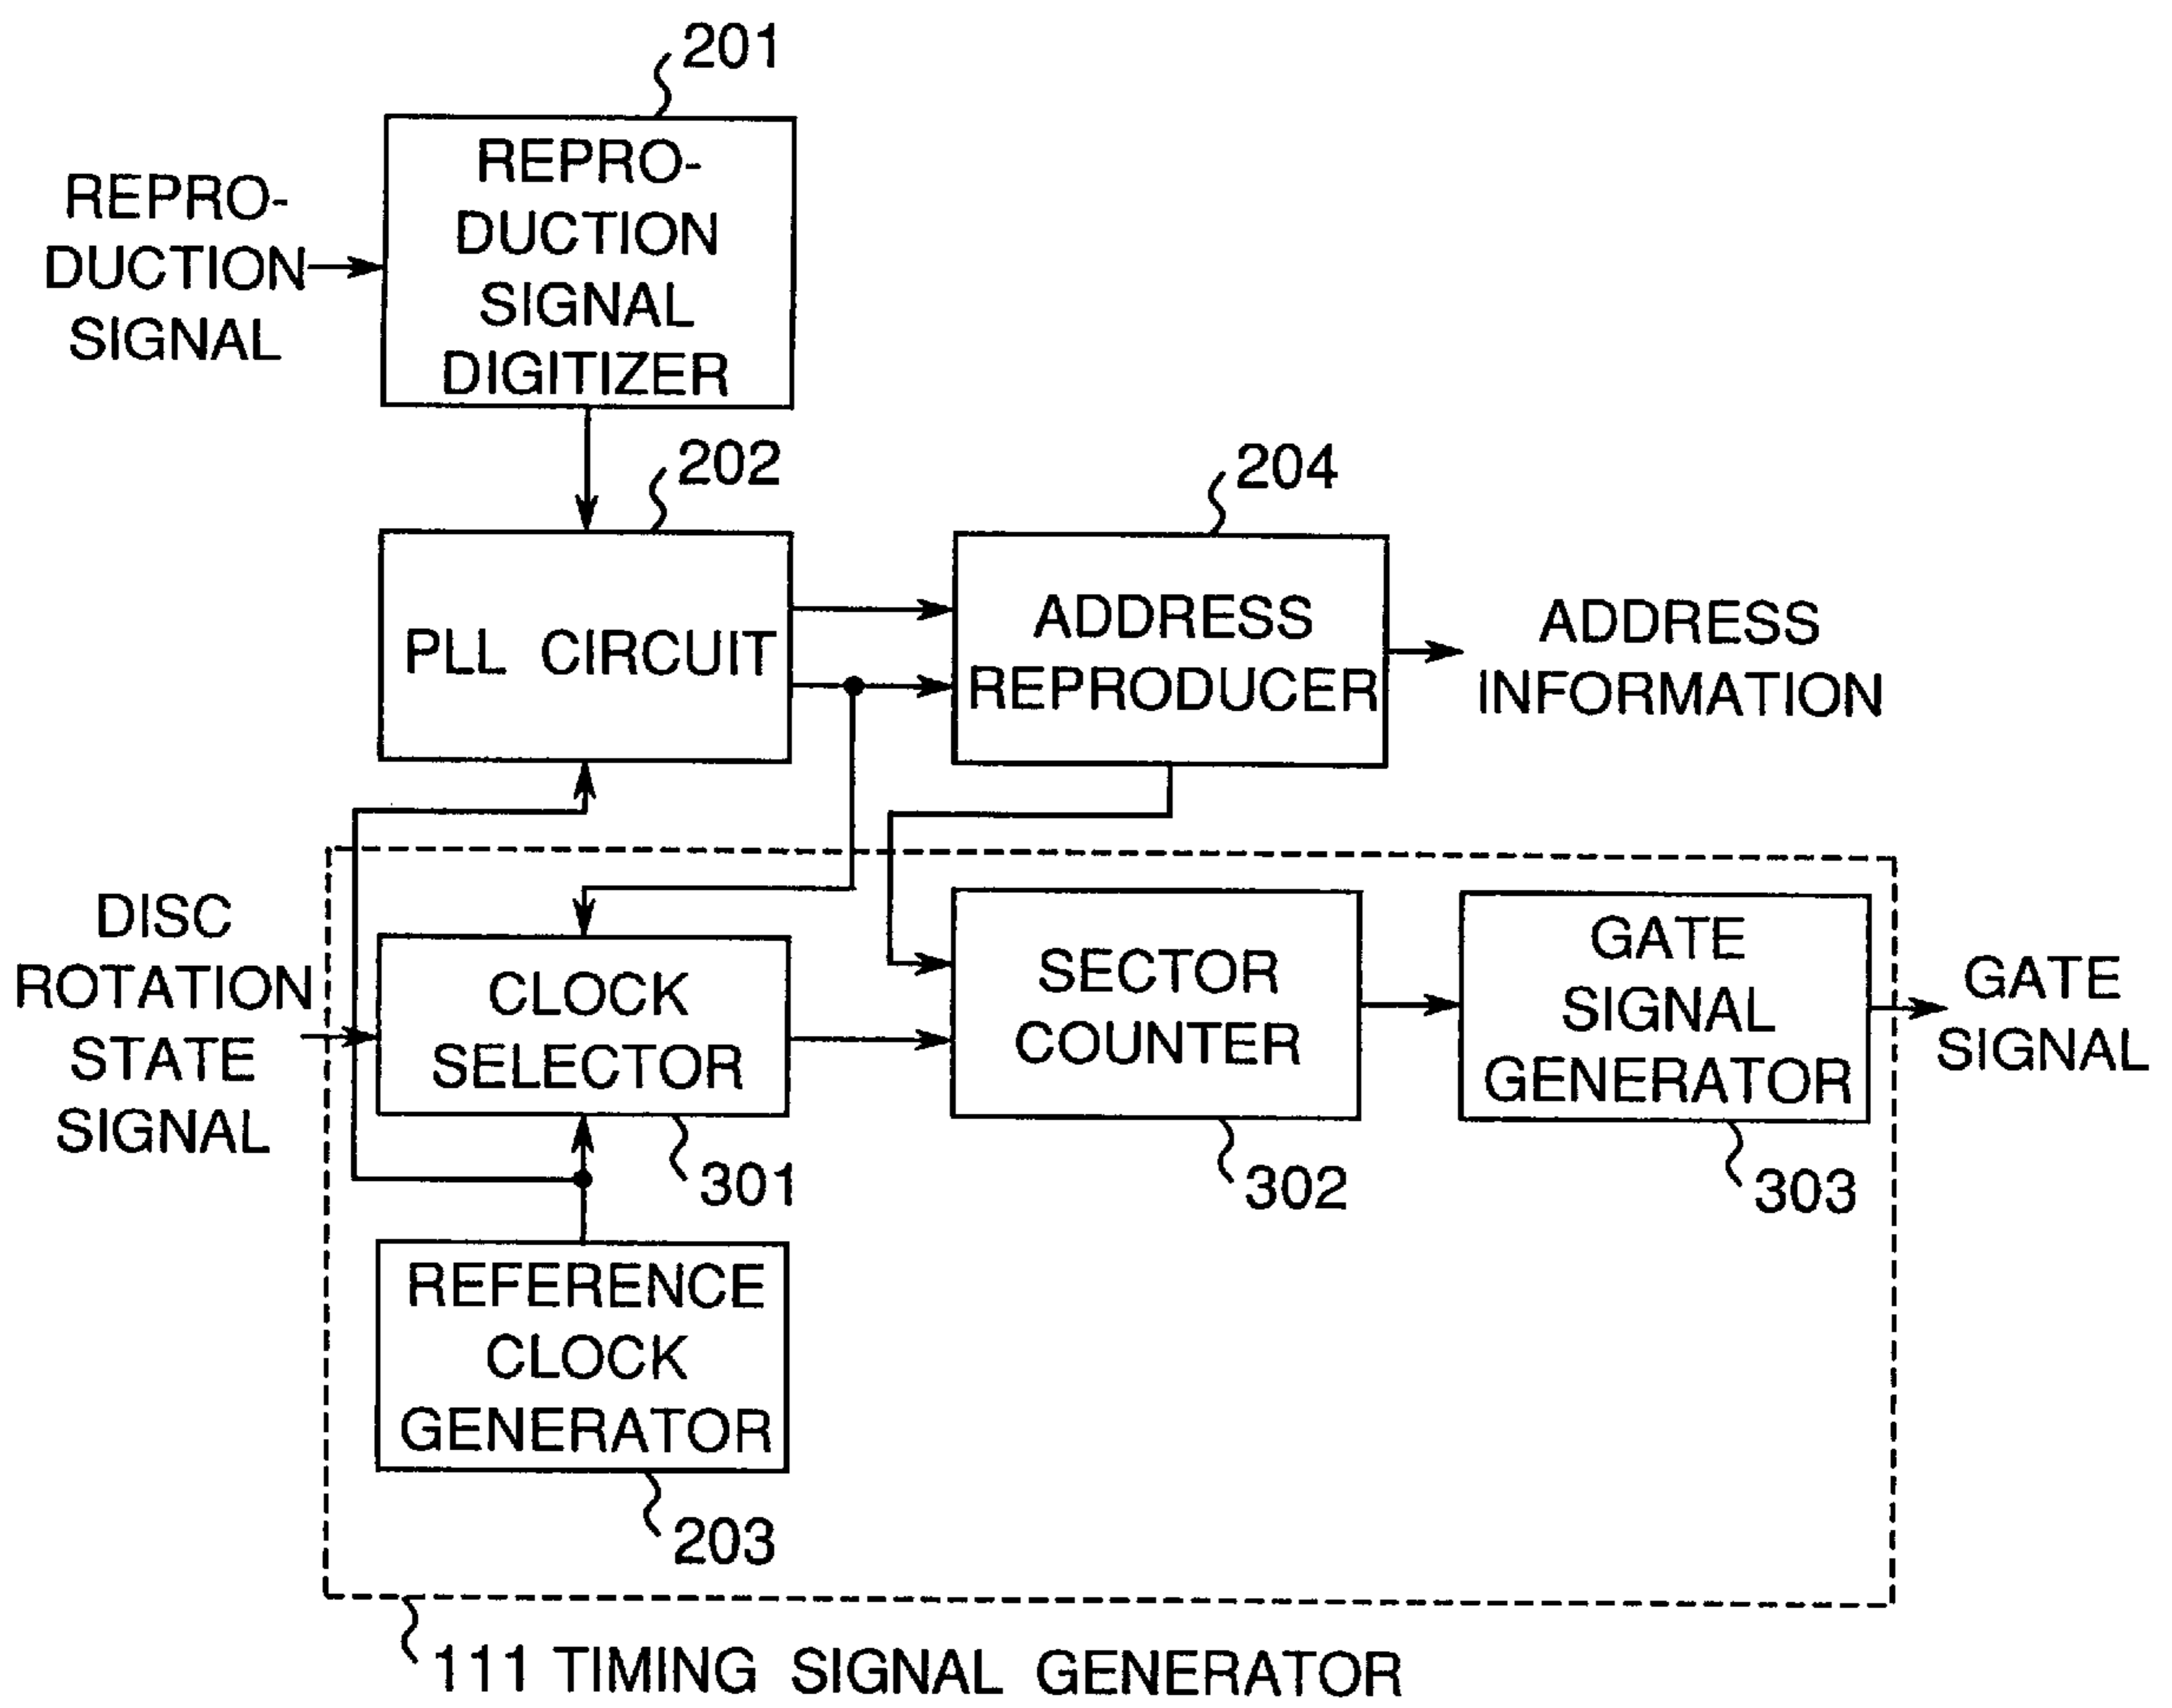 201
REPRO-
DUCTION
SIGNAL
REPRO-
DUCTION
SIGNAL
DIGITIZER
202
204
PLL CIRCUIT
ADDRESS
REPRODUCER
ADDRESS
INFORMATION
DISC
ROTATION
STATE
SIGNAL
CLOCK
SELECTOR
SECTOR
COUNTER
GATE
SIGNAL
GENERATOR
GATE
SIGNAL
301
302
303
REFERENCE
CLOCK
GENERATOR
203
111 TIMING SIGNAL GENERATOR